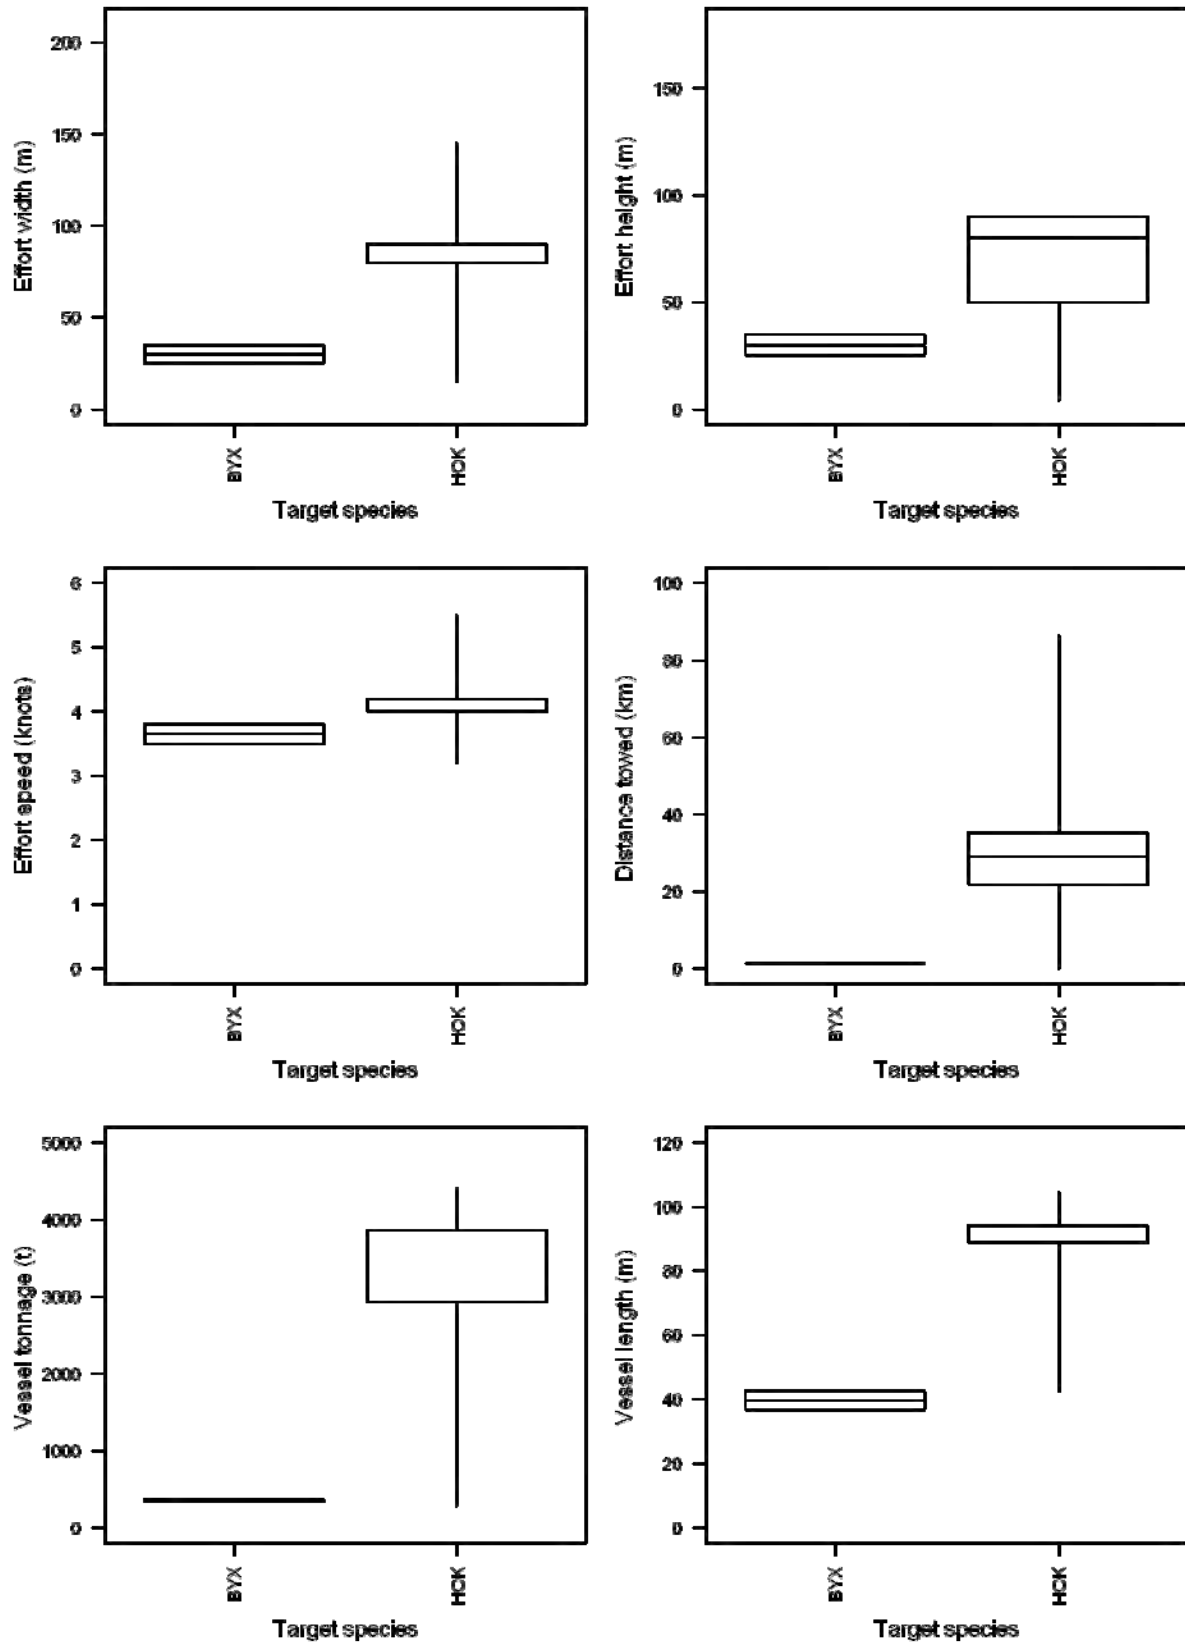 Effort width (m)
200
150
100
50
0
BYX
HOK
Target species
Effort height (m)
150
100
50
0
BYX
HOK
Target species
Effort speed (knots)
6
5
4
3
2
1
0
BYX
HOK
Target species
Distance towed (km)
100
80
60
40
20
0
BYX
HOK
Target species
Vessel tonnage (t)
5000
4000
3000
2000
1000
0
BYX
HOK
Target species
Vessel length (m)
120
100
80
60
40
20
0
BYX
HOK
Target species